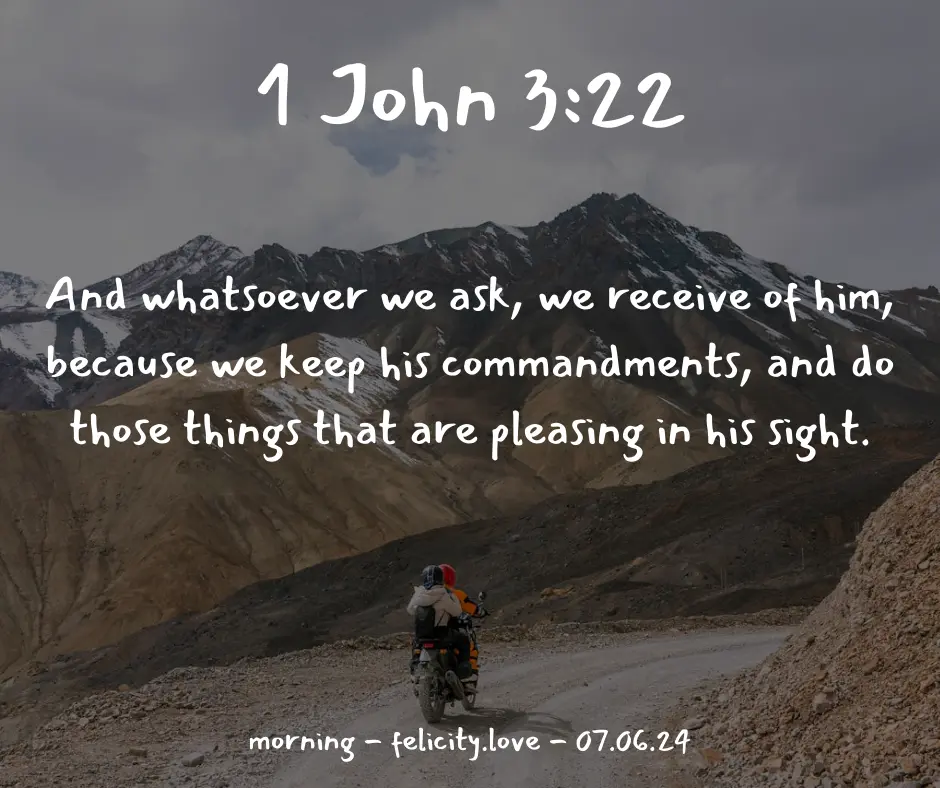 1 John 3:22
And whatsoever we ask, we receive of him,
because we keep his commandments, and do
those things that are pleasing in his sight.
morning - felicity.love - 07.06.24